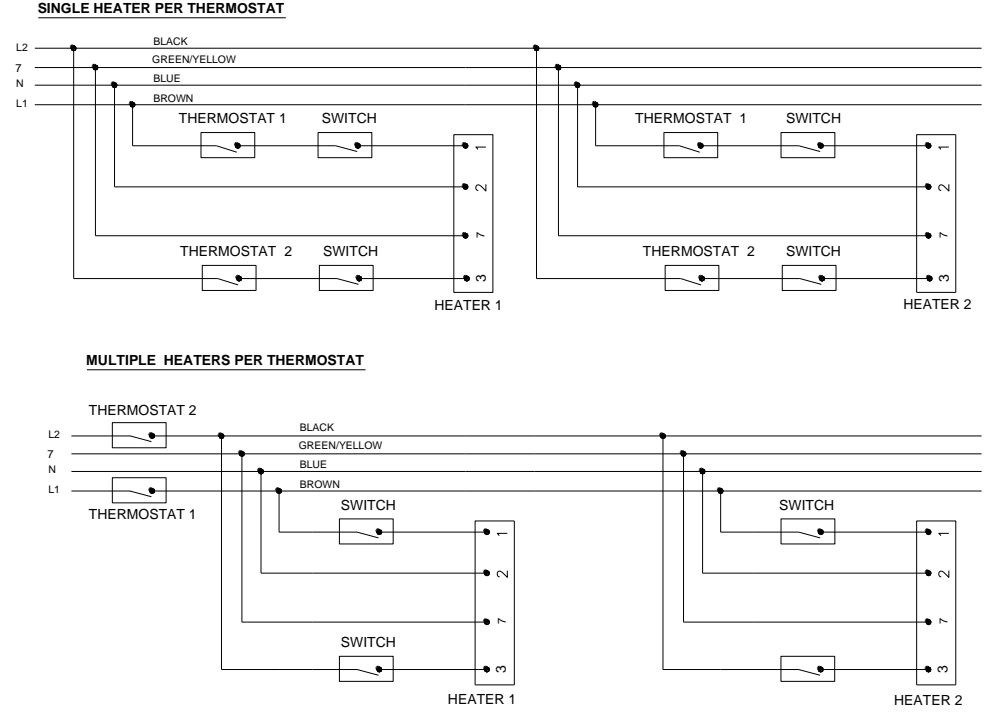 SINGLE HEATER PER THERMOSTAT
L2 BLACK
7 GREEN/YELLOW
N BLUE
L1 BROWN
THERMOSTAT 1 SWITCH THERMOSTAT 1 SWITCH
1 1
2 2
7 7
THERMOSTAT 2 SWITCH THERMOSTAT 2 SWITCH
3 3
HEATER 1 HEATER 2
MULTIPLE HEATERS PER THERMOSTAT
THERMOSTAT 2
L2 BLACK
7 GREEN/YELLOW
N BLUE
L1 BROWN
THERMOSTAT 1 SWITCH SWITCH
1 1
2 2
7 7
SWITCH
3 3
HEATER 1 HEATER 2